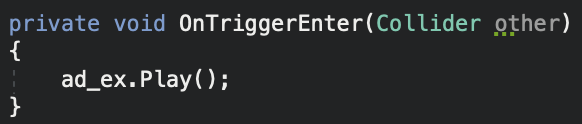 private void OnTriggerEnter(Collider other)
{
    ad_ex.Play();
}